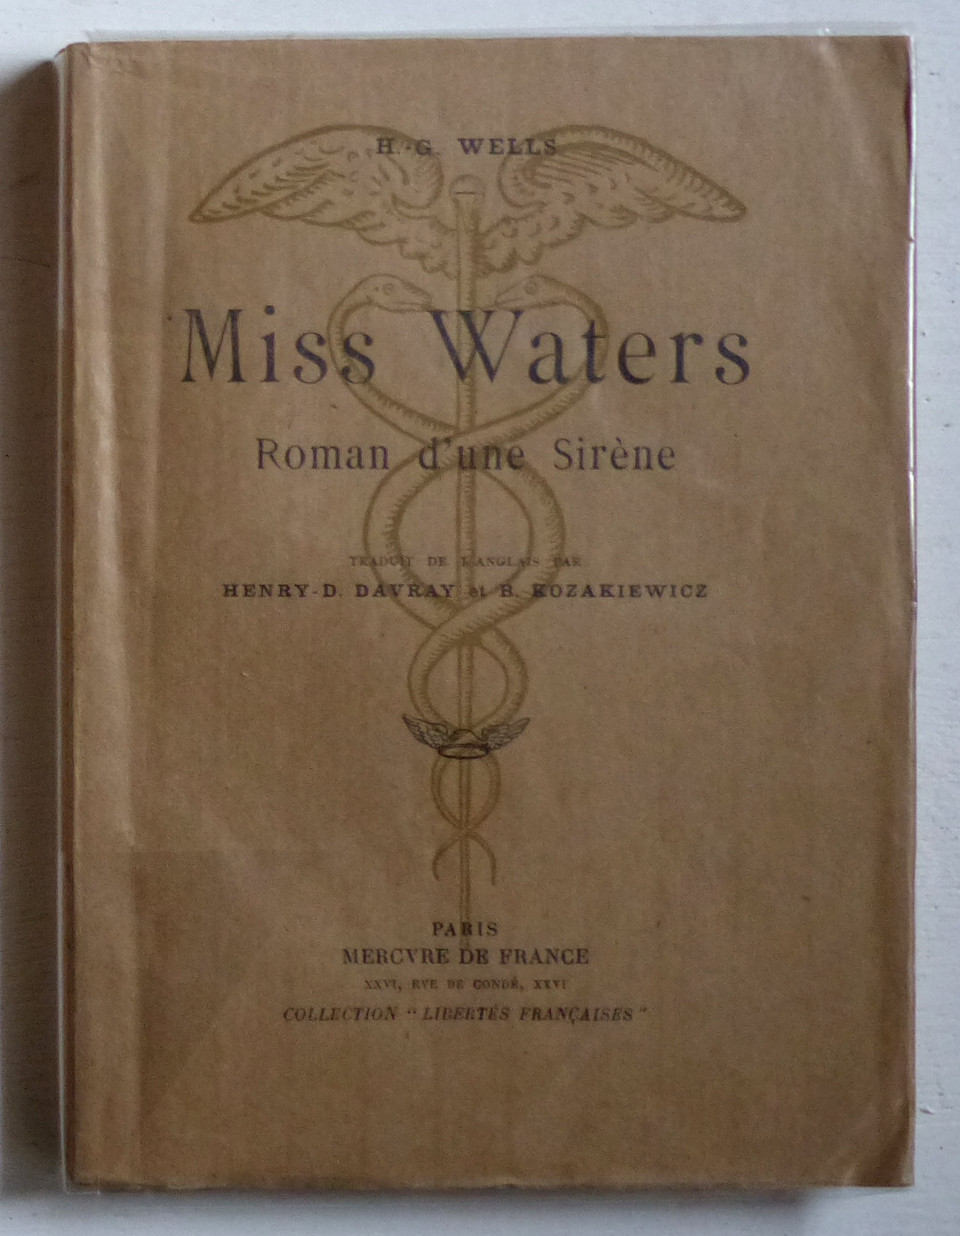 H.-G. WELLS
Miss Waters
Roman d'une Sirène
TRADUIT DE L'ANGLAIS PAR
HENRY-D. DAVRAY et B. KOZAKIEWICZ
PARIS
MERCVRE DE FRANCE
XXVI, RVE DE CONDÉ, XXVI
COLLECTION "LIBERTÉS FRANÇAISES"